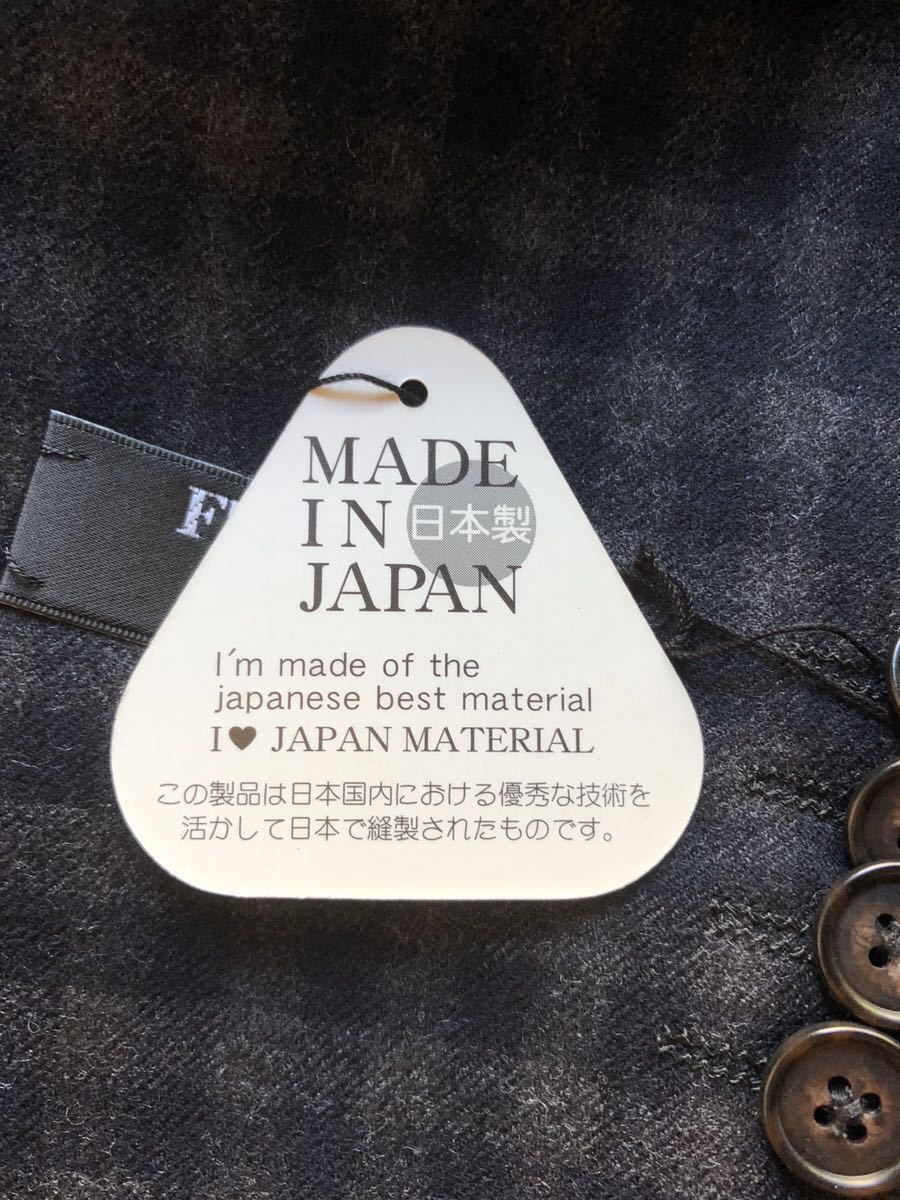 MADE
IN 日本製
JAPAN
I'm made of the
japanese best material
I♥ JAPAN MATERIAL
この製品は日本国内における優秀な技術を
活かして日本で縫製されたものです。